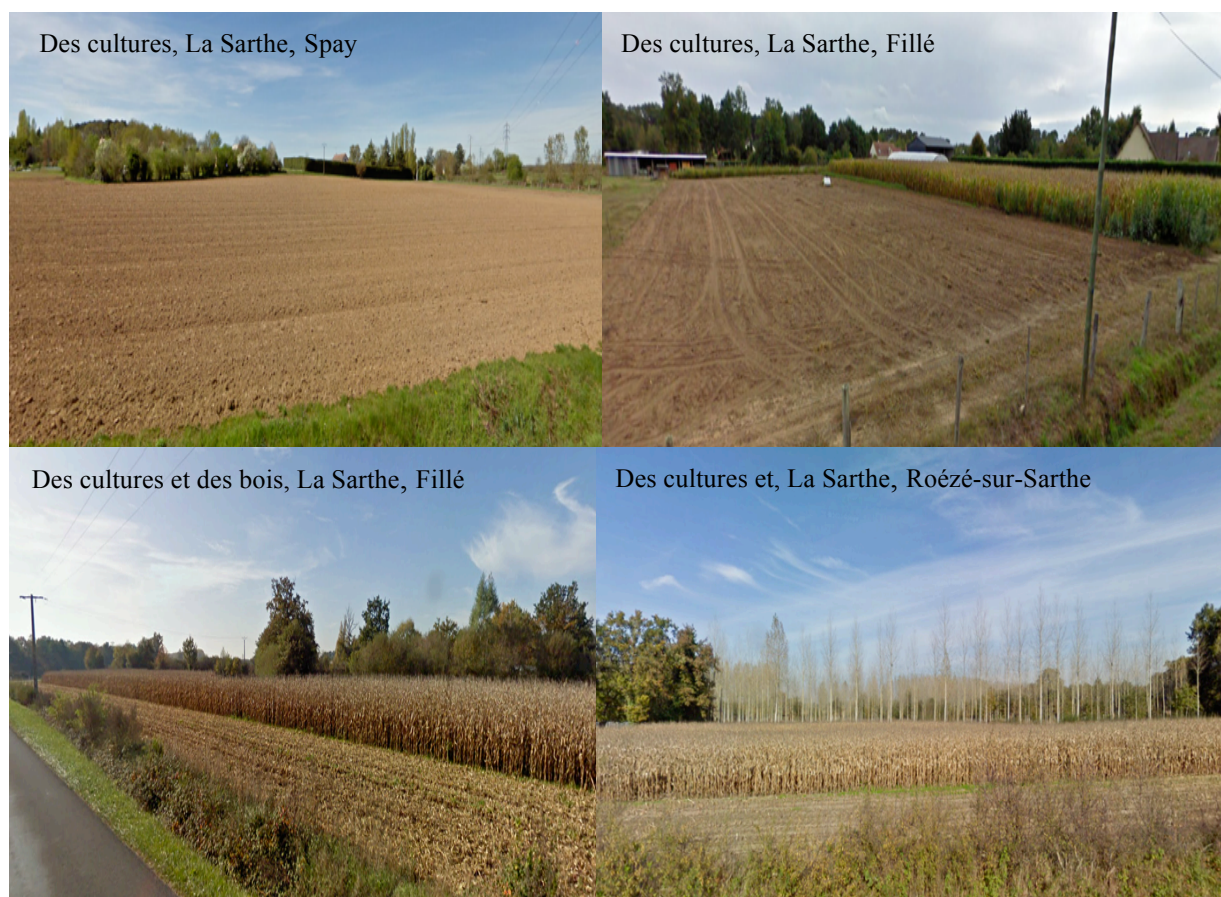 Des cultures, La Sarthe, Spay
Des cultures, La Sarthe, Fillé
Des cultures et des bois, La Sarthe, Fillé
Des cultures et, La Sarthe, Roézé-sur-Sarthe